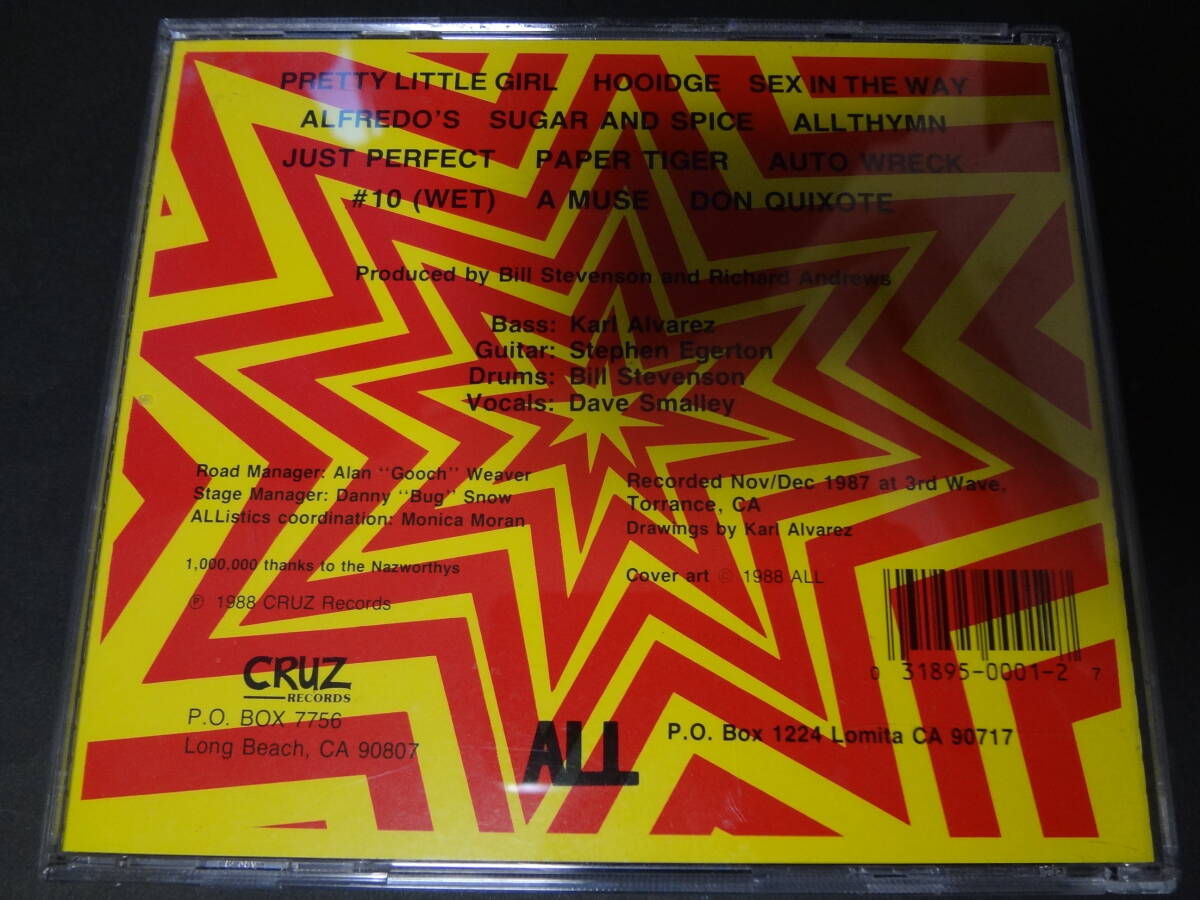 PRETTY LITTLE GIRL   HOOIDGE   SEX IN THE WAY
ALFREDO'S   SUGAR AND SPICE   ALLTHYMN
JUST PERFECT   PAPER TIGER   AUTO WRECK
#10 (WET)   A MUSE   DON QUIXOTE
Produced by Bill Stevenson and Richard Andrews
Bass: Karl Alvarez
Guitar: Stephen Egerton
Drums: Bill Stevenson
Vocals: Dave Smalley
Road Manager: Alan "Gooch" Weaver
Stage Manager: Danny "Bug" Snow
ALListics coordination: Monica Moran
1,000,000 thanks to the Nazworthys
℗ 1988 CRUZ Records
Recorded Nov/Dec 1987 at 3rd Wave,
Torrance, CA
Drawings by Karl Alvarez
Cover art © 1988 ALL
0 31895-0001-2 7
CRUZ
RECORDS
P.O. BOX 7756
Long Beach, CA 90807
ALL
P.O. Box 1224 Lomita CA 90717